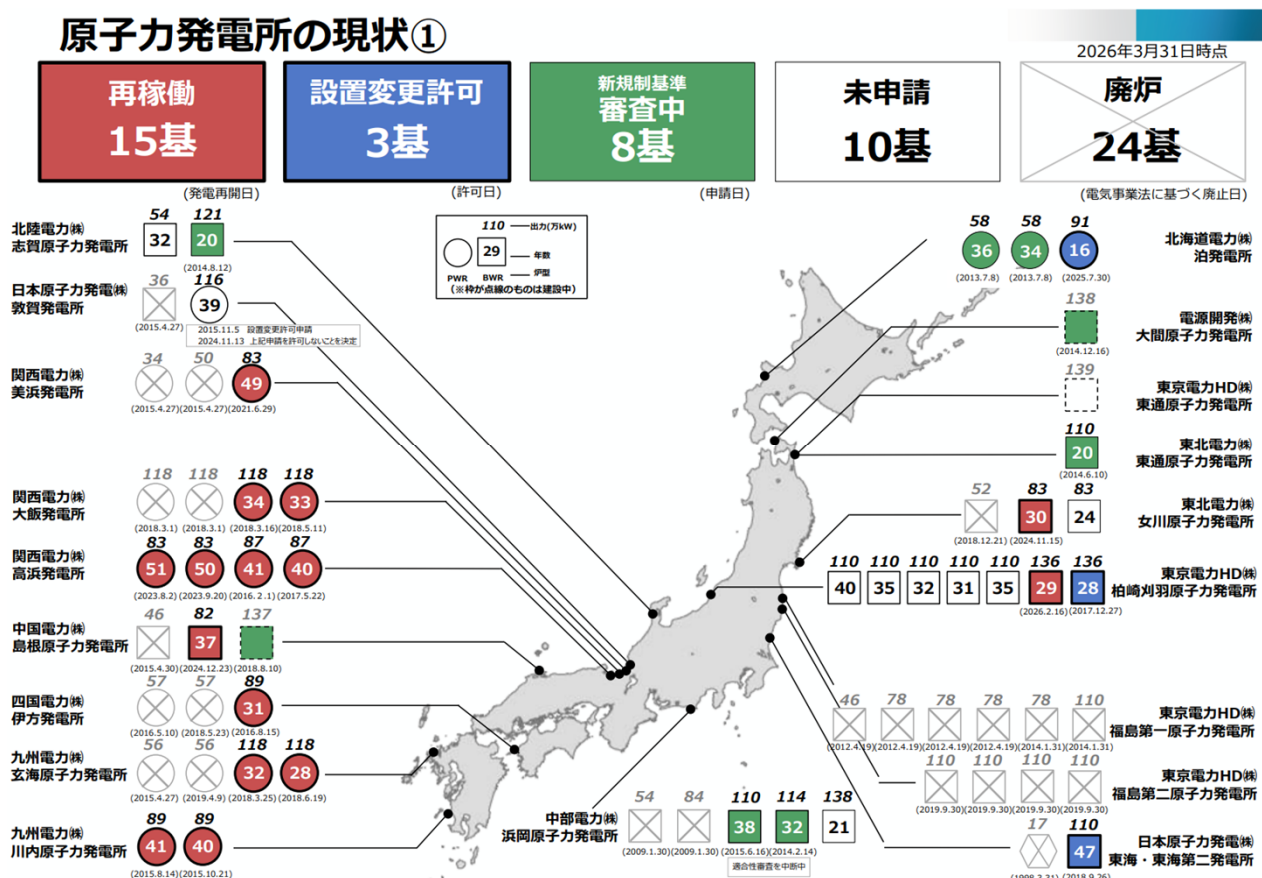 原子力発電所の現状①
2026年3月31日時点
再稼働
15基
(発電再開日)
設置変更許可
3基
(許可日)
新規制基準
審査中
8基
(申請日)
未申請
10基
廃炉
24基
(電気事業法に基づく廃止日)
110 出力(万kW)
29 年数
PWR BWR 炉型
(※枠が点線のものは建設中)
北陸電力㈱
志賀原子力発電所
54 121
32 20
(2014.8.12)
日本原子力発電㈱
敦賀発電所
36 116
39
(2015.4.27)
2015.11.5 設置変更許可申請
2024.11.13 上記申請を許可しないことを決定
関西電力㈱
美浜発電所
34 50 83
49
(2015.4.27) (2015.4.27) (2021.6.29)
関西電力㈱
大飯発電所
118 118 118 118
34 33
(2018.3.1) (2018.3.1) (2018.3.16) (2018.5.11)
関西電力㈱
高浜発電所
83 83 87 87
51 50 41 40
(2023.8.2) (2023.9.20) (2016.2.1) (2017.5.22)
中国電力㈱
島根原子力発電所
46 82 137
37
(2015.4.30) (2024.12.23) (2018.8.10)
四国電力㈱
伊方発電所
57 57 89
31
(2016.5.10) (2018.5.23) (2016.8.15)
九州電力㈱
玄海原子力発電所
56 56 118 118
32 28
(2015.4.27) (2019.4.9) (2018.3.25) (2018.6.19)
九州電力㈱
川内原子力発電所
89 89
41 40
(2015.8.14) (2015.10.21)
58 58 91
36 34 16
(2013.7.8) (2013.7.8) (2025.7.30)
北海道電力㈱
泊発電所
138
(2014.12.16)
電源開発㈱
大間原子力発電所
139
東京電力HD㈱
東通原子力発電所
110
20
(2014.6.10)
東北電力㈱
東通原子力発電所
52 83 83
30 24
(2018.12.21) (2024.11.15)
東北電力㈱
女川原子力発電所
110 110 110 110 110 136 136
40 35 32 31 35 29 28
(2026.2.16) (2017.12.27)
東京電力HD㈱
柏崎刈羽原子力発電所
46 78 78 78 78 110
(2012.4.19) (2012.4.19) (2012.4.19) (2012.4.19) (2014.1.31) (2014.1.31)
東京電力HD㈱
福島第一原子力発電所
110 110 110 110
(2019.9.30) (2019.9.30) (2019.9.30) (2019.9.30)
東京電力HD㈱
福島第二原子力発電所
中部電力㈱
浜岡原子力発電所
54 84 110 114 138
38 32 21
(2009.1.30) (2009.1.30) (2015.6.16) (2014.2.14)
適合性審査を中断中
17 110
47
(1998.3.31) (2018.9.26)
日本原子力発電㈱
東海・東海第二発電所